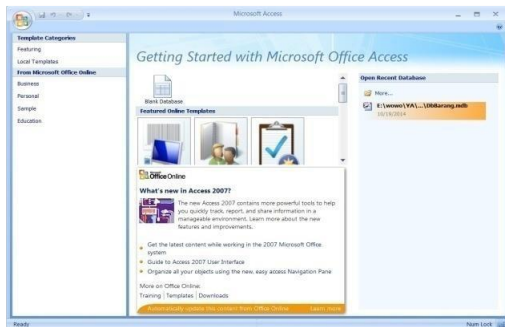 Microsoft Access
Template Categories
Featuring
Local Templates
From Microsoft Office Online
Business
Personal
Sample
Education
Getting Started with Microsoft Office Access
Blank Database
Featured Online Templates
Office Online
What's new in Access 2007?
The new Access 2007 contains more powerful tools to help
you quickly track, report, and share information in a
manageable environment. Learn more about the new
features and improvements.
Get the latest content while working in the 2007 Microsoft Office
system
Guide to Access 2007 User Interface
Organize all your objects using the new, easy access Navigation Pane
More on Office Online:
Training | Templates | Downloads
Automatically update this content from Office Online
Learn more
Open Recent Database
More...
E:\wowo\YA\...\DbBarang.mdb
10/19/2014
Ready
Num Lock